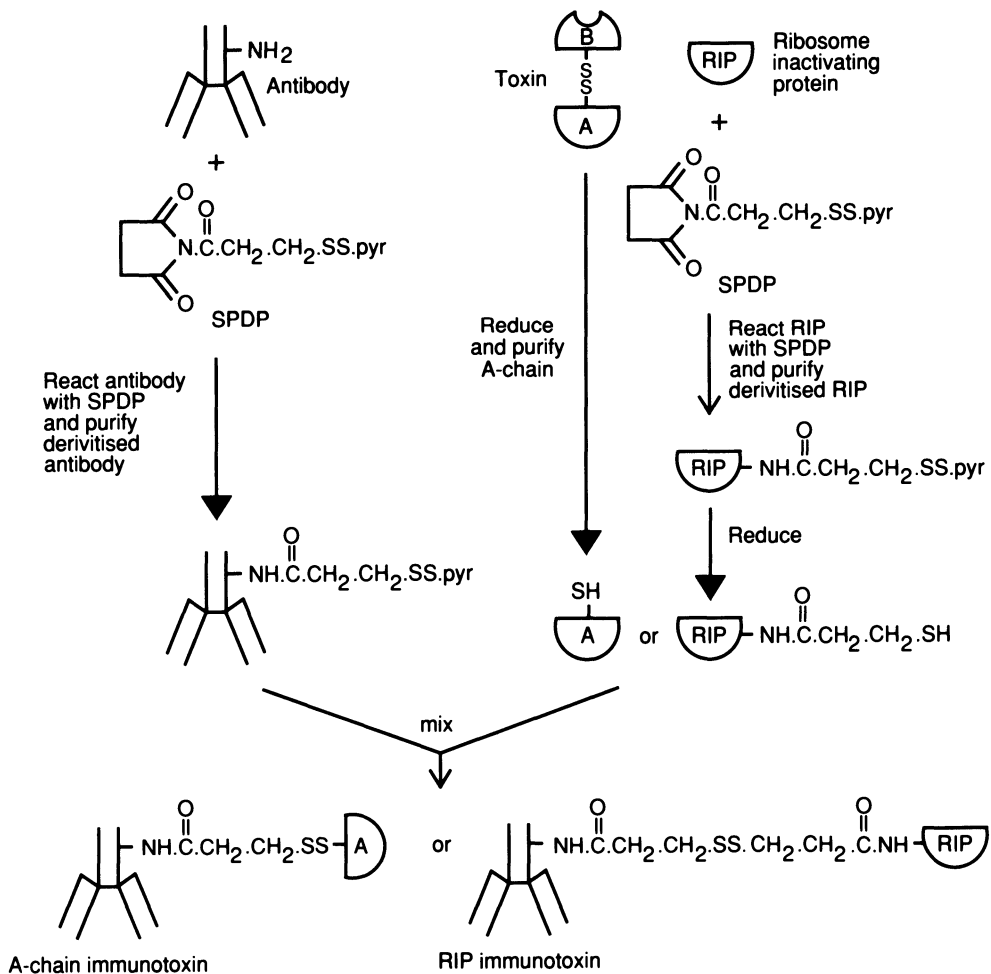 NH2
Antibody
+
O
O
N.C.CH2.CH2.SS.pyr
O
SPDP
React antibody
with SPDP
and purify
derivitised
antibody
O
NH.C.CH2.CH2.SS.pyr
B
S
S
A
Toxin
Reduce
and purify
A-chain
SH
A
or
RIP
Ribosome
inactivating
protein
+
O
O
N.C.CH2.CH2.SS.pyr
O
SPDP
React RIP
with SPDP
and purify
derivitised RIP
O
RIP NH.C.CH2.CH2.SS.pyr
Reduce
O
RIP NH.C.CH2.CH2.SH
mix
O
NH.C.CH2.CH2.SS A
A-chain immunotoxin
or
O O
NH.C.CH2.CH2.SS.CH2.CH2.C.NH RIP
RIP immunotoxin